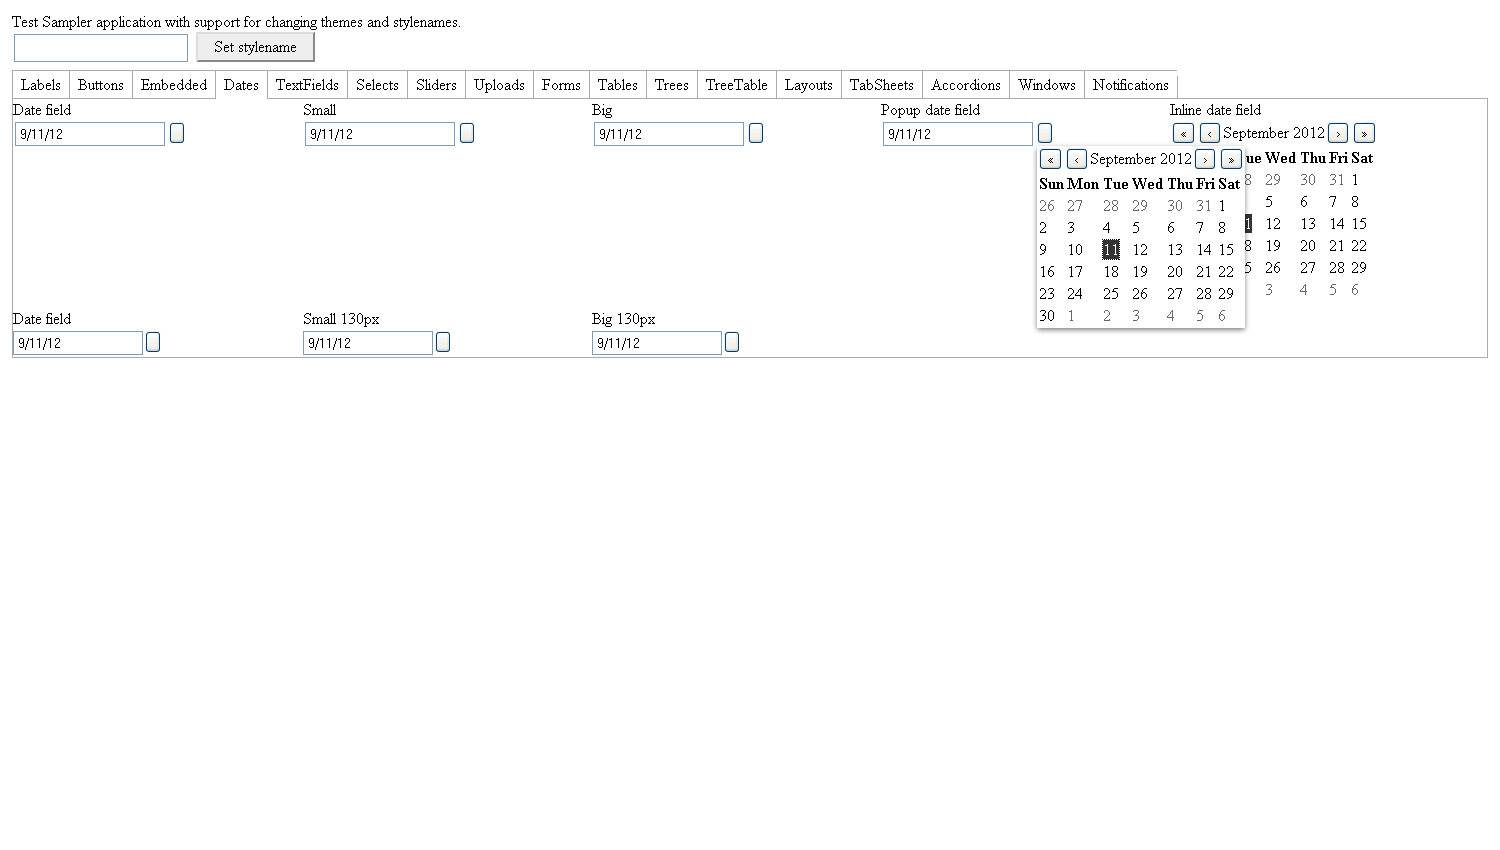 Test Sampler application with support for changing themes and stylenames.
Set stylename
Labels Buttons Embedded Dates TextFields Selects Sliders Uploads Forms Tables Trees TreeTable Layouts TabSheets Accordions Windows Notifications
Date field Small Big Popup date field Inline date field
9/11/12 9/11/12 9/11/12 9/11/12 « ‹ September 2012 › »
« ‹ September 2012 › »
ue Wed Thu Fri Sat
Sun Mon Tue Wed Thu Fri Sat
8 29 30 31 1
26 27 28 29 30 31 1
5 6 7 8
2 3 4 5 6 7 8
1 12 13 14 15
9 10 11 12 13 14 15
8 19 20 21 22
16 17 18 19 20 21 22
5 26 27 28 29
23 24 25 26 27 28 29
3 4 5 6
30 1 2 3 4 5 6
Date field Small 130px Big 130px
9/11/12 9/11/12 9/11/12